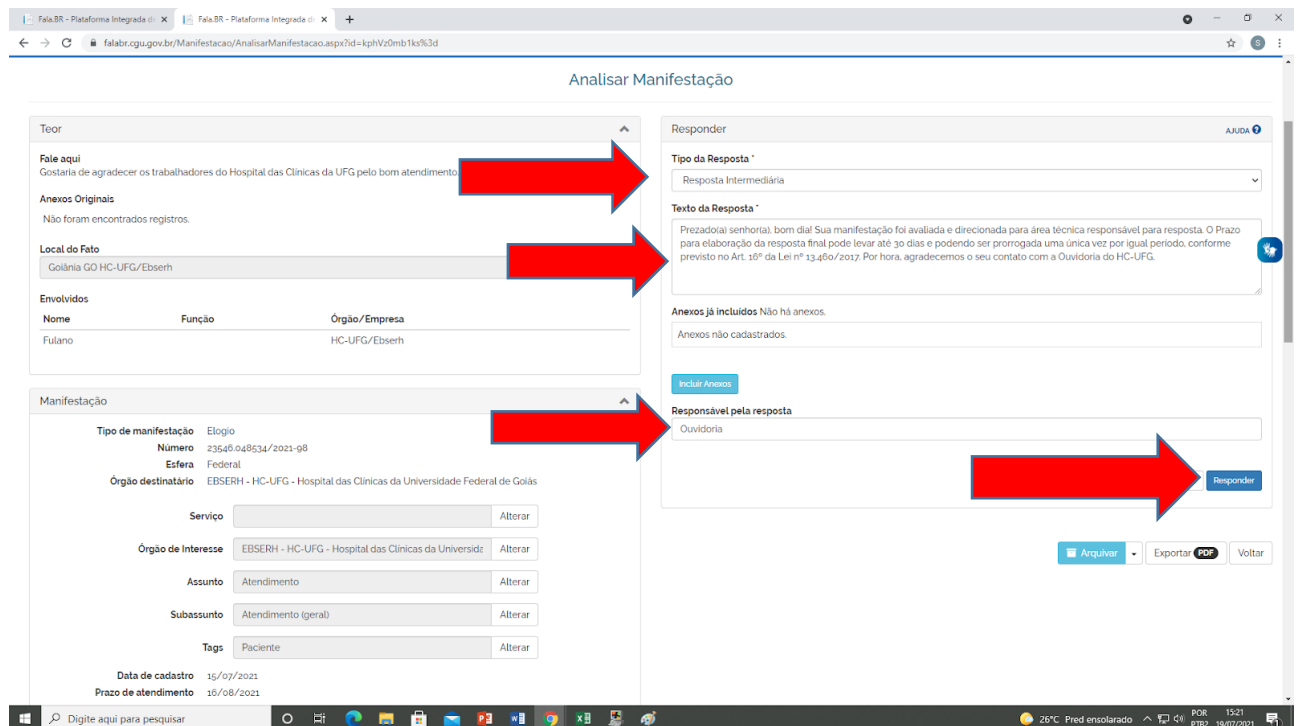 Fala.BR - Plataforma Integrada d
Fala.BR - Plataforma Integrada d
falabr.cgu.gov.br/Manifestacao/AnalisarManifestacao.aspx?id=kphVz0mb1ks%3d
S
Analisar Manifestação
Teor
Fale aqui
Gostaria de agradecer os trabalhadores do Hospital das Clínicas da UFG pelo bom atendimento.
Anexos Originais
Não foram encontrados registros.
Local do Fato
Goiânia GO HC-UFG/Ebserh
Envolvidos
Nome Função Órgão/Empresa
Fulano HC-UFG/Ebserh
Manifestação
Tipo de manifestação Elogio
Número 23546.048534/2021-98
Esfera Federal
Órgão destinatário EBSERH - HC-UFG - Hospital das Clínicas da Universidade Federal de Goiás
Serviço Alterar
Órgão de Interesse EBSERH - HC-UFG - Hospital das Clínicas da Universida Alterar
Assunto Atendimento Alterar
Subassunto Atendimento (geral) Alterar
Tags Paciente Alterar
Data de cadastro 15/07/2021
Prazo de atendimento 16/08/2021
Responder AJUDA
Tipo da Resposta *
Resposta Intermediária
Texto da Resposta *
Prezado(a) senhor(a), bom dia! Sua manifestação foi avaliada e direcionada para área técnica responsável para resposta. O Prazo
para elaboração da resposta final pode levar até 30 dias e podendo ser prorrogada uma única vez por igual período, conforme
previsto no Art. 16º da Lei nº 13.460/2017. Por hora, agradecemos o seu contato com a Ouvidoria do HC-UFG.
Anexos já incluídos Não há anexos.
Anexos não cadastrados.
Incluir Anexos
Responsável pela resposta
Ouvidoria
Responder
Arquivar Exportar PDF Voltar
Digite aqui para pesquisar
26°C Pred ensolarado
POR 15:21
PTB2 19/07/2021